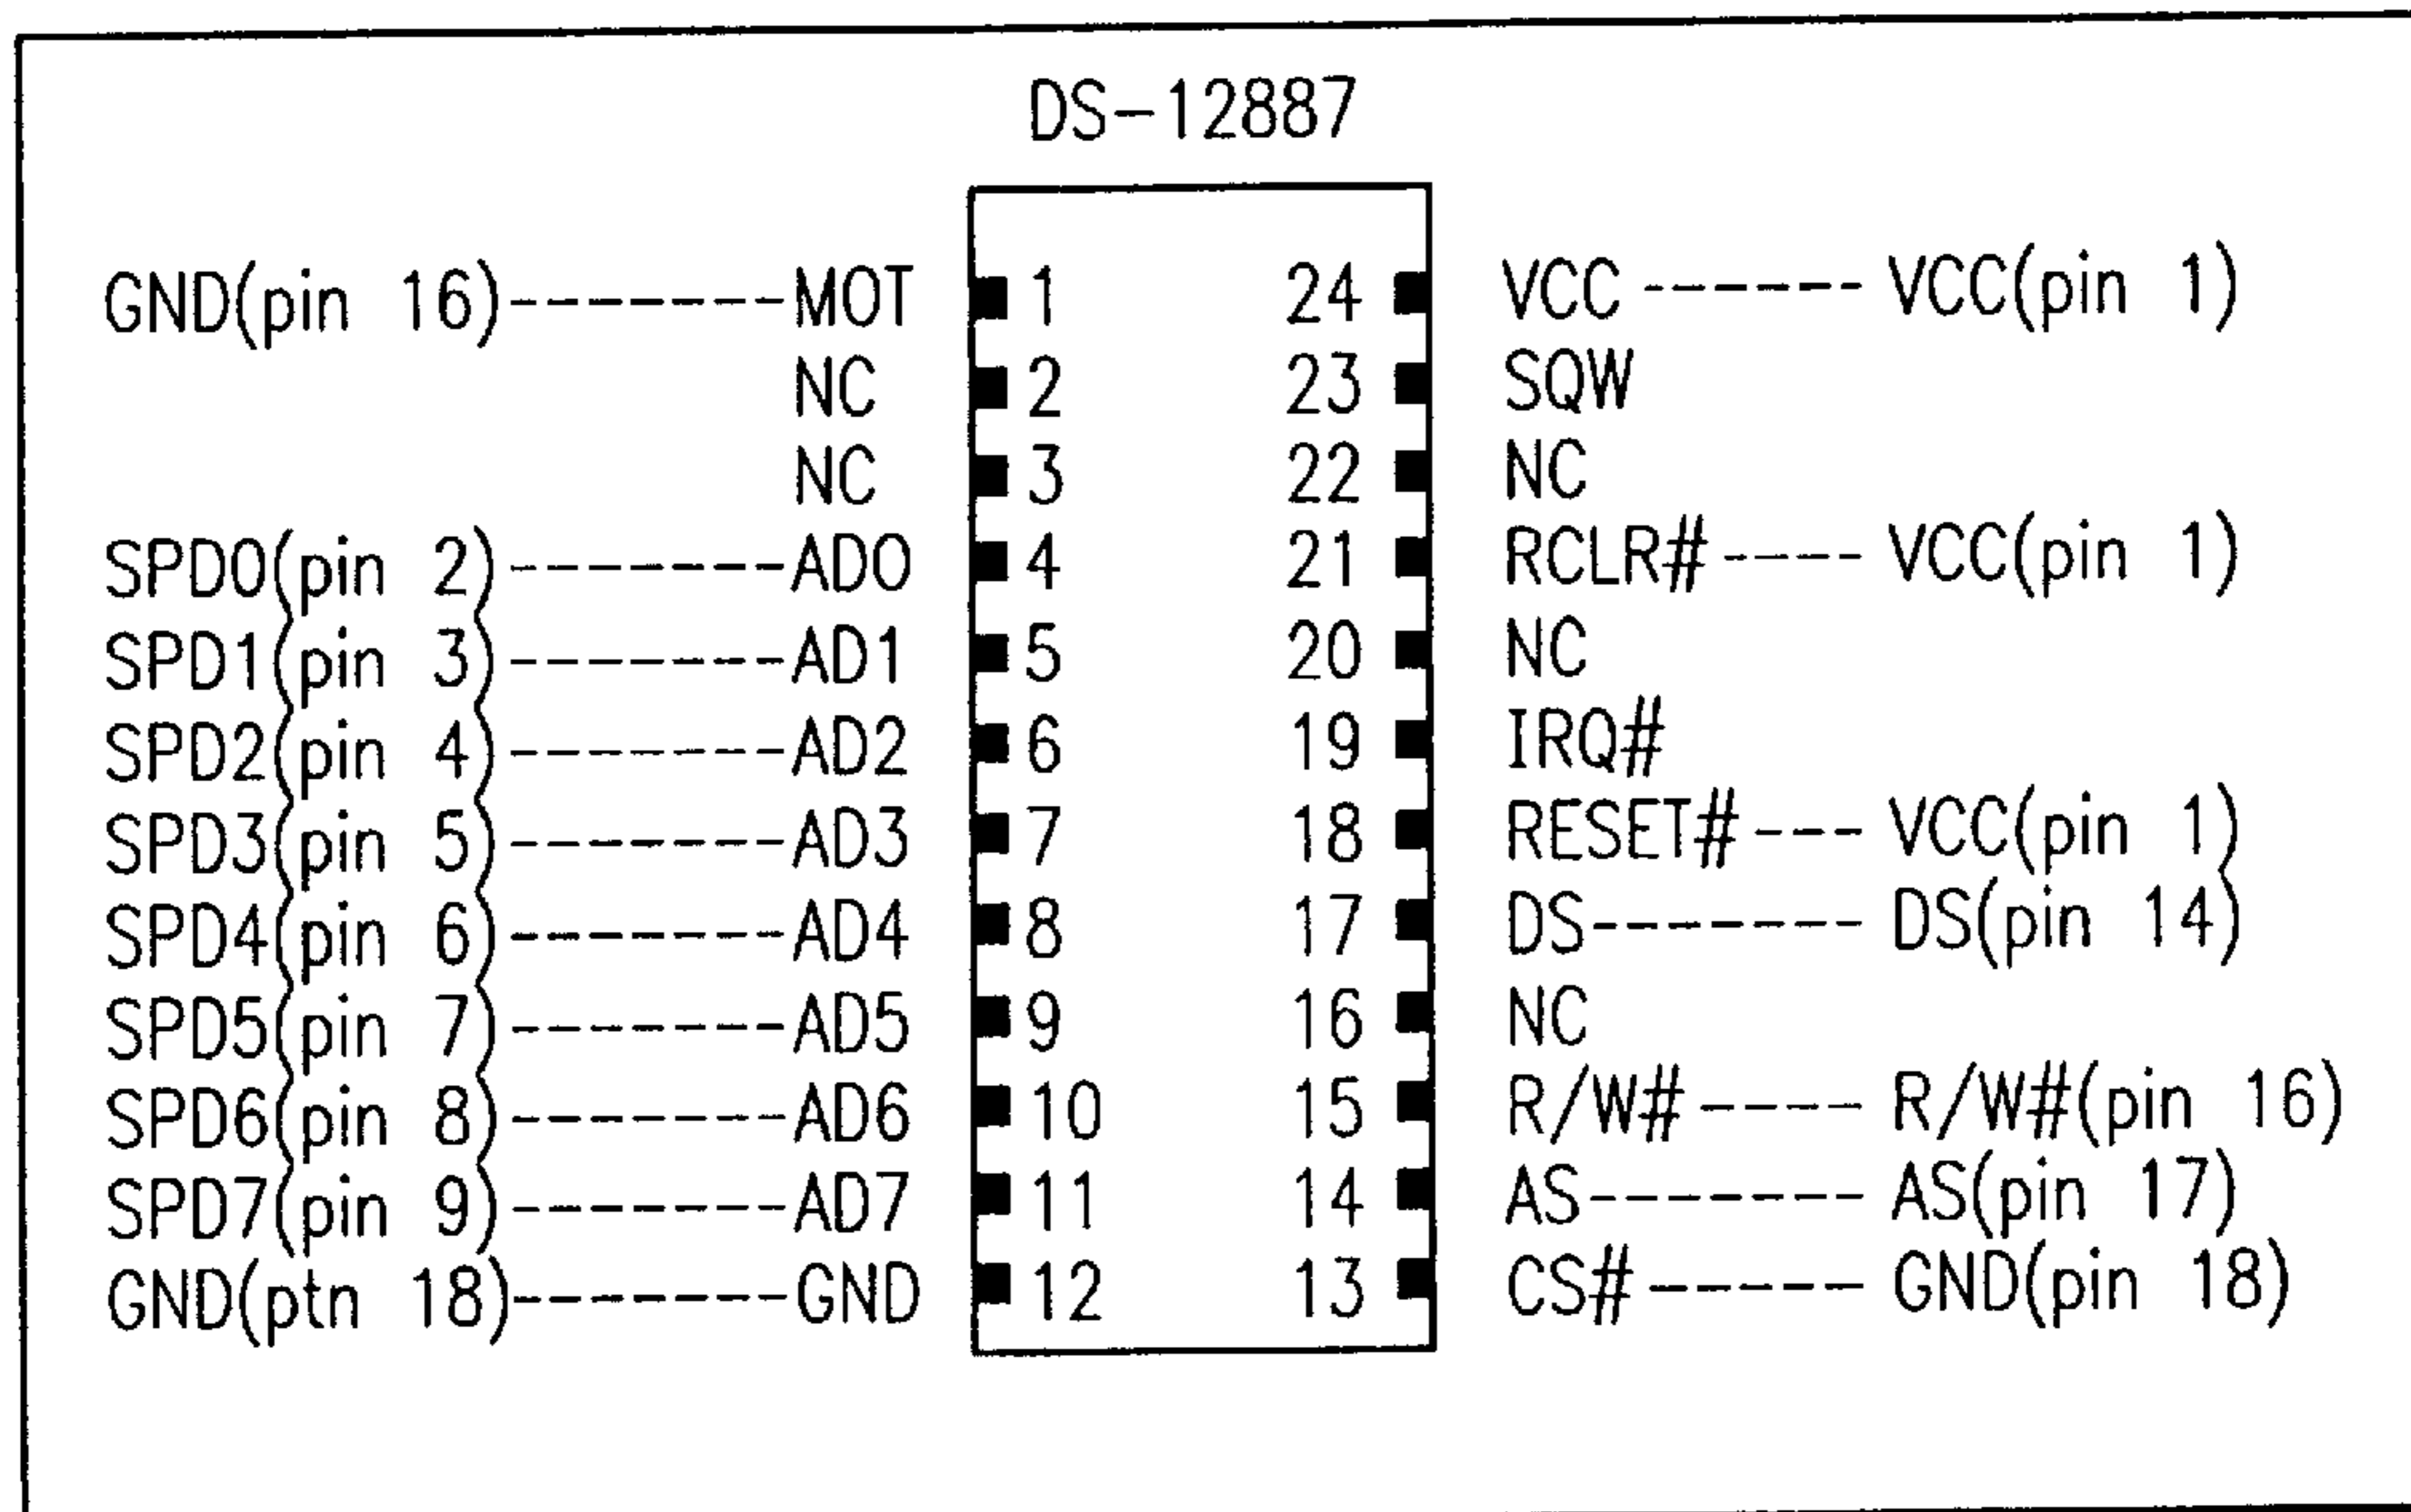 DS-12887
GND(pin 16)-------MOT 1 24 VCC ------ VCC(pin 1)
NC 2 23 SQW
NC 3 22 NC
SPD0(pin 2)---------AD0 4 21 RCLR#---- VCC(pin 1)
SPD1(pin 3)---------AD1 5 20 NC
SPD2(pin 4)---------AD2 6 19 IRQ#
SPD3(pin 5)---------AD3 7 18 RESET#--- VCC(pin 1)
SPD4(pin 6)---------AD4 8 17 DS------- DS(pin 14)
SPD5(pin 7)---------AD5 9 16 NC
SPD6(pin 8)---------AD6 10 15 R/W#---- R/W#(pin 16)
SPD7(pin 9)---------AD7 11 14 AS------- AS(pin 17)
GND(ptn 18)--------GND 12 13 CS#------ GND(pin 18)